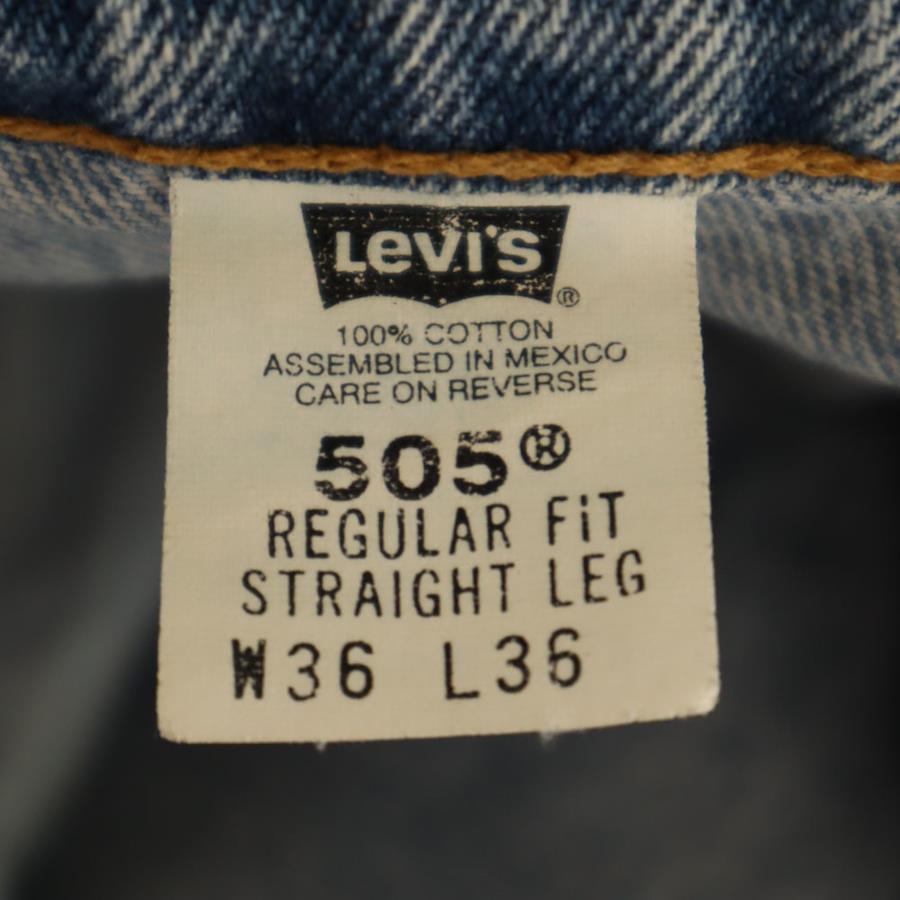 Levi's®
100% COTTON
ASSEMBLED IN MEXICO
CARE ON REVERSE
505®
REGULAR FIT
STRAIGHT LEG
W36 L36